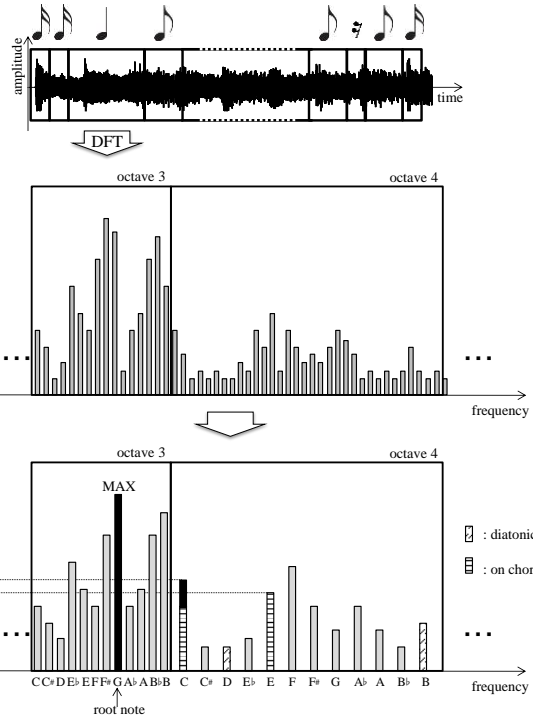 amplitude
time
DFT
octave 3
octave 4
...
...
frequency
octave 3
octave 4
MAX
: diatonic
: on chor
...
...
C C# D E♭ E F F# G A♭ A B♭ B C C# D E♭ E F F# G A♭ A B♭ B
frequency
root note